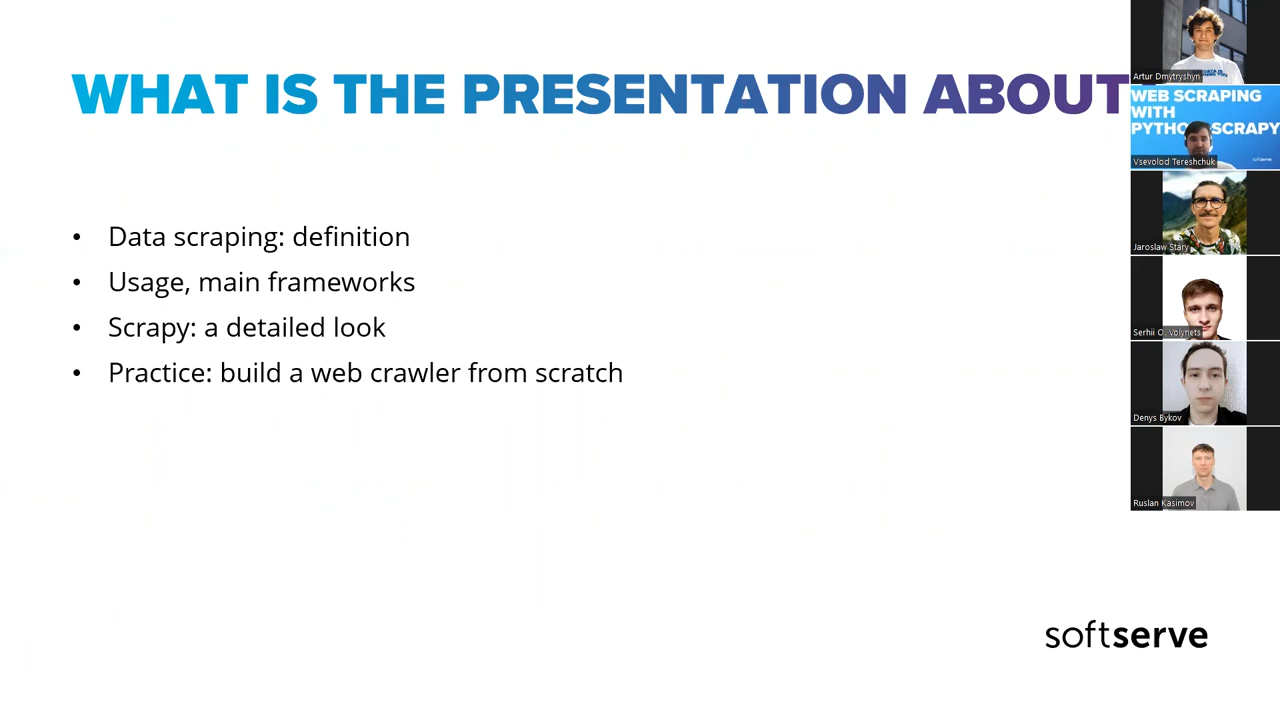 WHAT IS THE PRESENTATION ABOUT
• Data scraping: definition
• Usage, main frameworks
• Scrapy: a detailed look
• Practice: build a web crawler from scratch
softserve
Artur Dmytryshyn
WEB SCRAPING
WITH
SCRAPY
softserve
Vsevolod Tereshchuk
Jaroslaw Stary
Serhii O. Volynets
Denys Bykov
Ruslan Kasimov